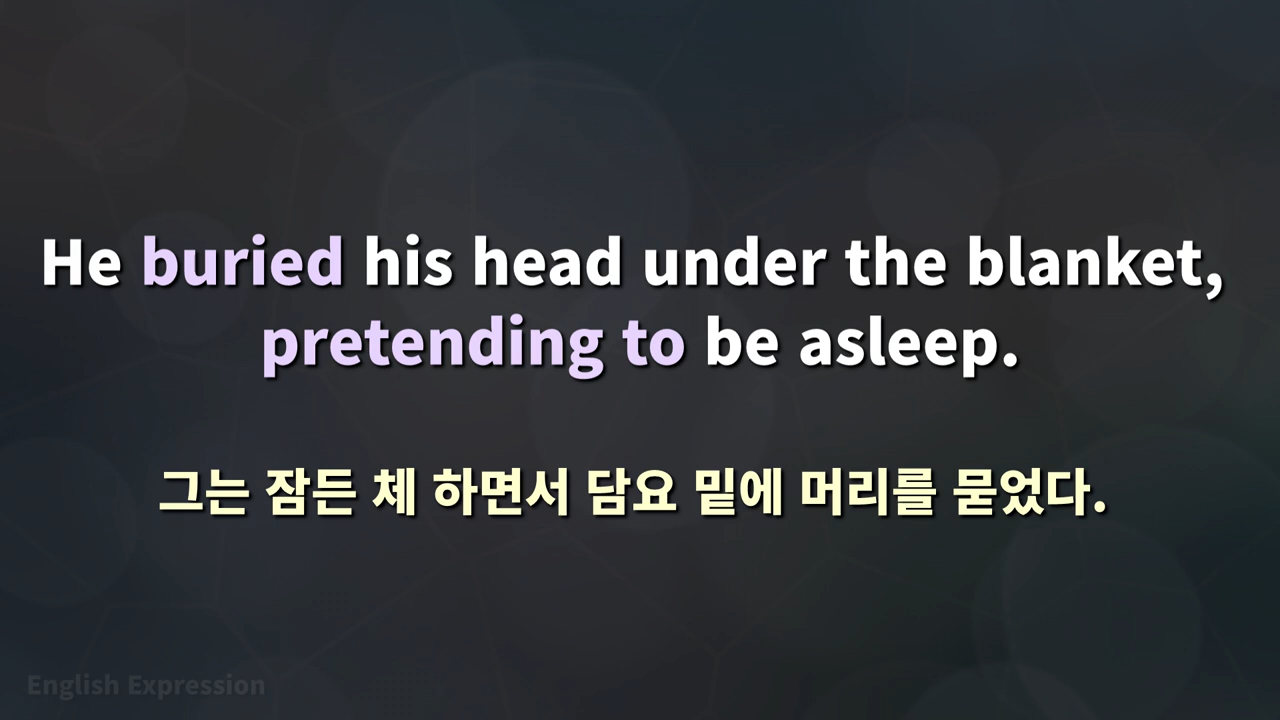 He buried his head under the blanket,
pretending to be asleep.
그는 잠든 체 하면서 담요 밑에 머리를 묻었다.
English Expression